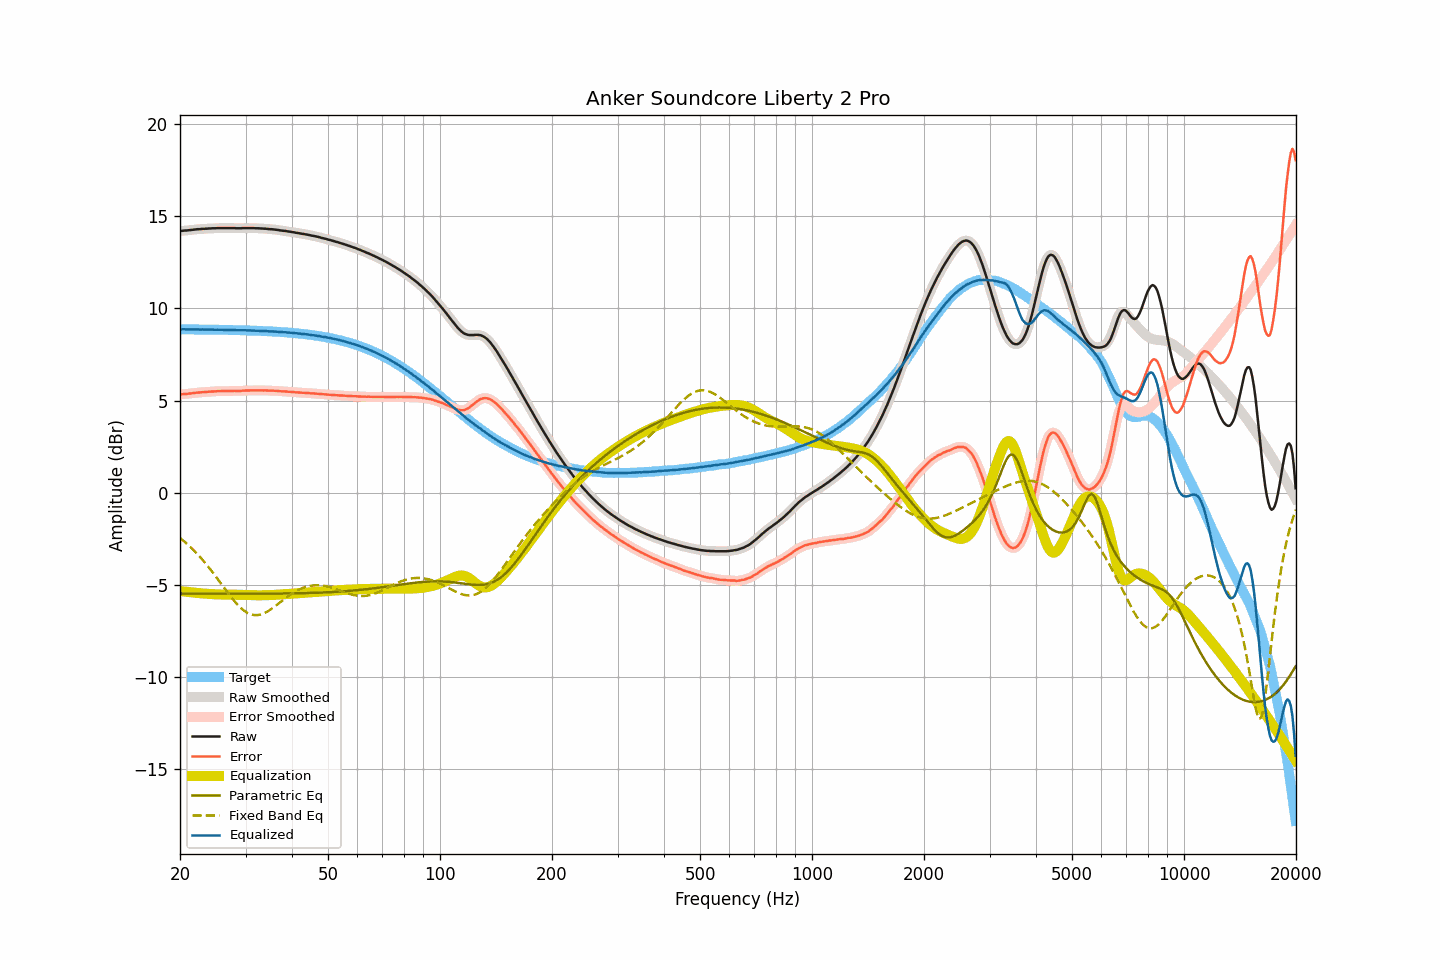 Anker Soundcore Liberty 2 Pro
20
15
10
5
0
−5
−10
−15
Amplitude (dBr)
Target
Raw Smoothed
Error Smoothed
Raw
Error
Equalization
Parametric Eq
Fixed Band Eq
Equalized
20 50 100 200 500 1000 2000 5000 10000 20000
Frequency (Hz)